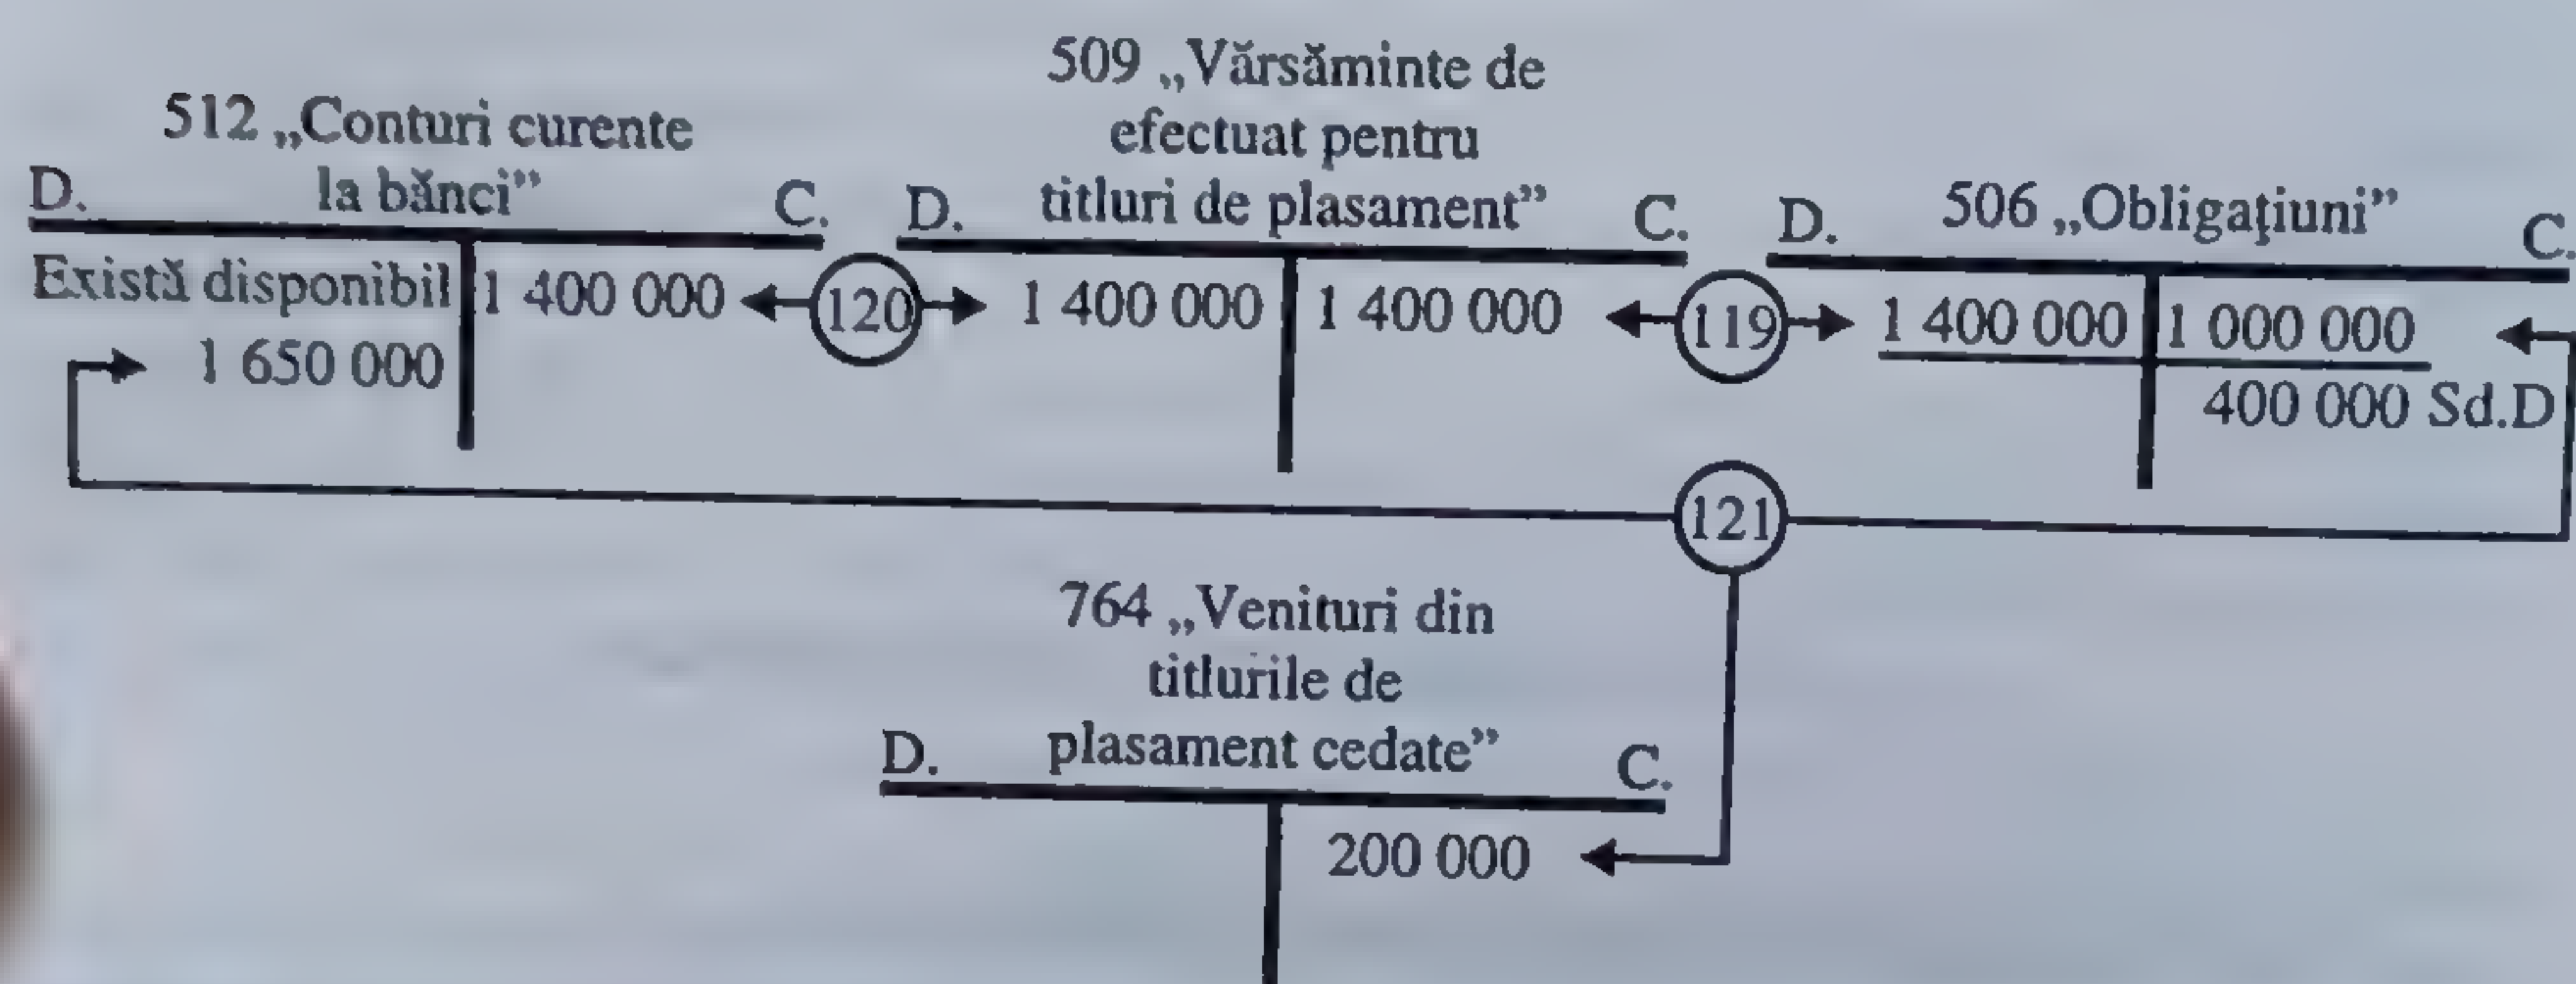 509 „Vărsăminte de
efectuat pentru
titluri de plasament”
512 „Conturi curente
la bănci”
D. C. D. C. D. 506 „Obligaţiuni” C.
Există disponibil 1 400 000 120 1 400 000 1 400 000 119 1 400 000 1 000 000
1 650 000
400 000 Sd.D
121
764 „Venituri din
titlurile de
plasament cedate”
D. C.
200 000